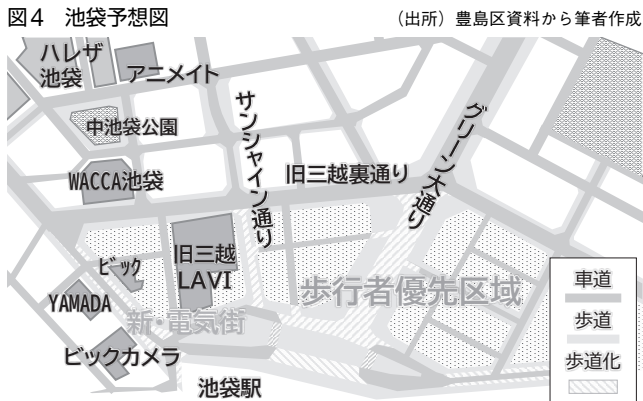 図4 池袋予想図
（出所）豊島区資料から筆者作成
ハレザ
池袋
アニメイト
中池袋公園
サンシャイン通り
グリーン大通り
WACCA池袋
旧三越裏通り
ビック
旧三越
LAVI
YAMADA
新・電気街
歩行者優先区域
ビックカメラ
池袋駅
車道
歩道
歩道化